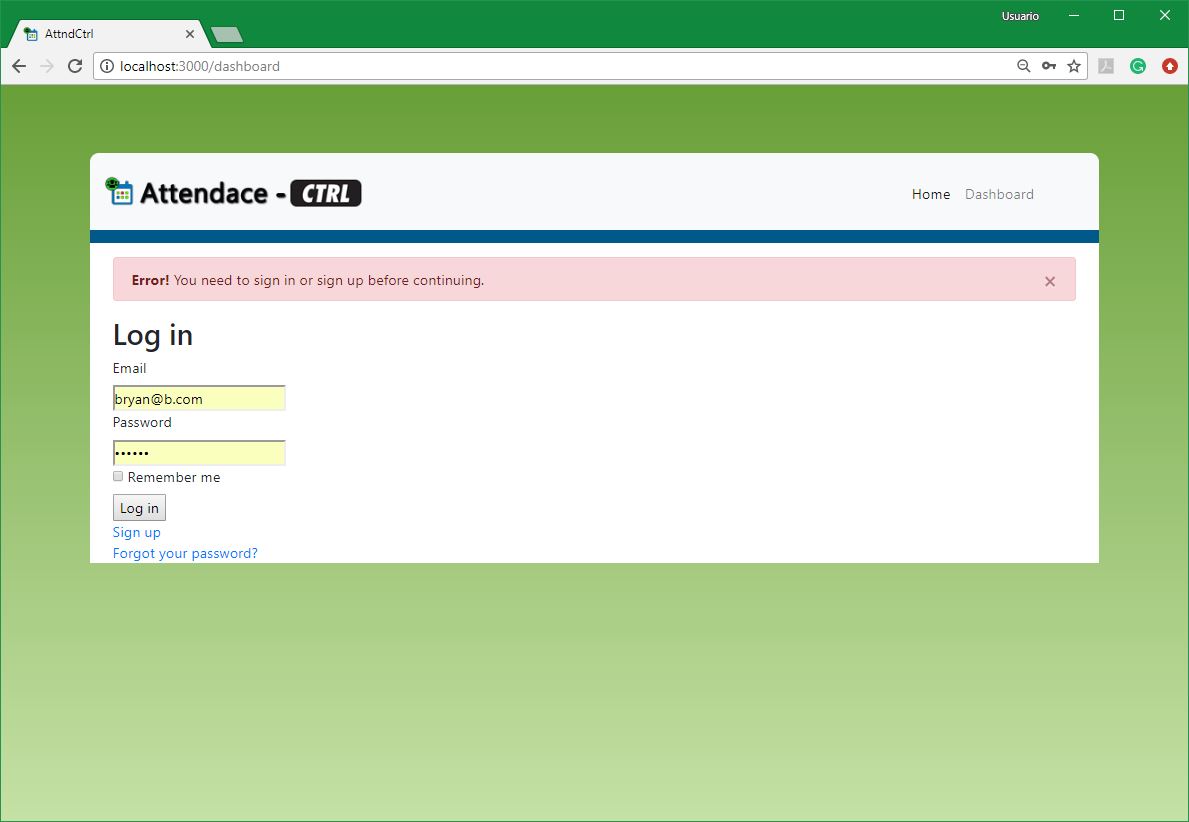 Usuario
AttndCtrl
localhost:3000/dashboard
Attendace - CTRL
Home Dashboard
Error! You need to sign in or sign up before continuing. ×
Log in
Email
bryan@b.com
Password
••••••
Remember me
Log in
Sign up
Forgot your password?